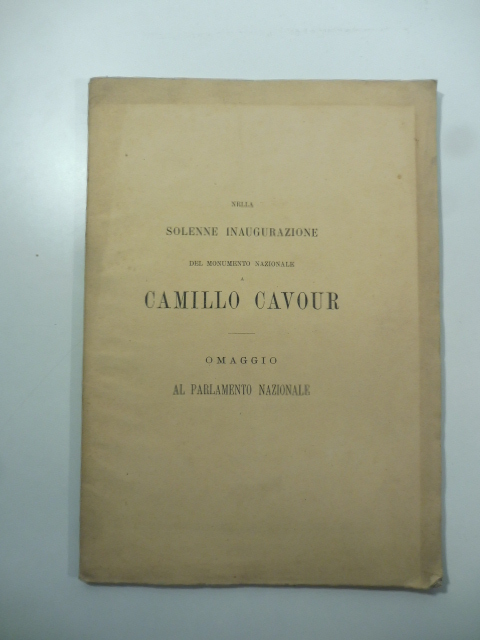 NELLA
SOLENNE INAUGURAZIONE
DEL MONUMENTO NAZIONALE
A
CAMILLO CAVOUR
OMAGGIO
AL PARLAMENTO NAZIONALE